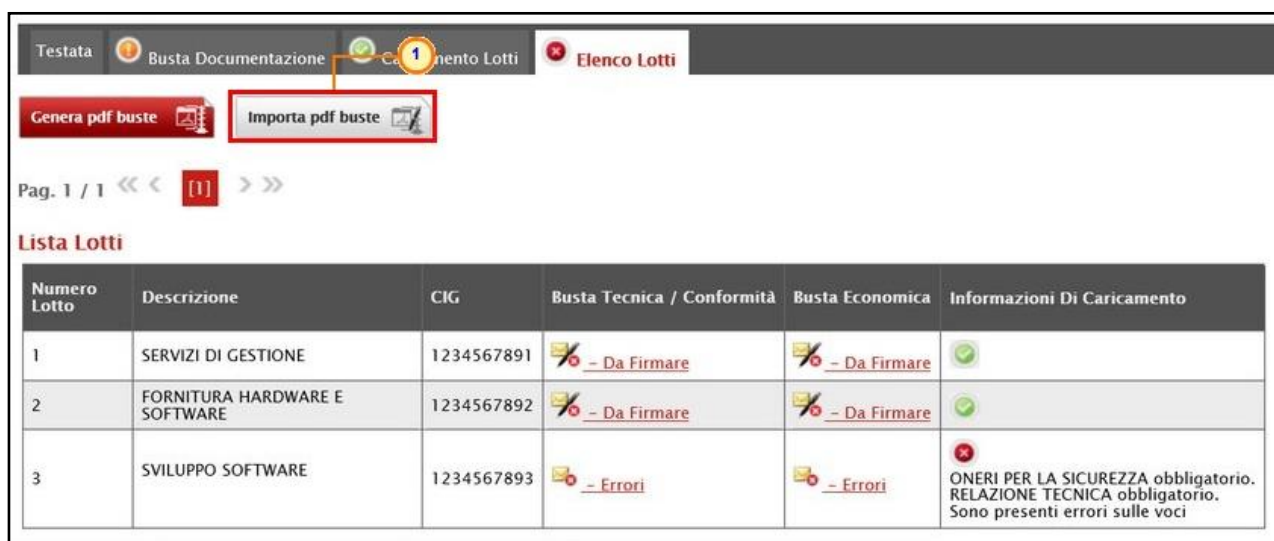 Testata
Busta Documentazione
Lotti
Elenco Lotti
1
Genera pdf buste
Importa pdf buste
Pag. 1 / 1 << < [1] > >>
Lista Lotti
Numero Lotto
Descrizione
CIG
Busta Tecnica / Conformità
Busta Economica
Informazioni Di Caricamento
1
SERVIZI DI GESTIONE
1234567891
- Da Firmare
- Da Firmare
2
FORNITURA HARDWARE E
SOFTWARE
1234567892
- Da Firmare
- Da Firmare
3
SVILUPPO SOFTWARE
1234567893
- Errori
- Errori
ONERI PER LA SICUREZZA obbligatorio.
RELAZIONE TECNICA obbligatorio.
Sono presenti errori sulle voci